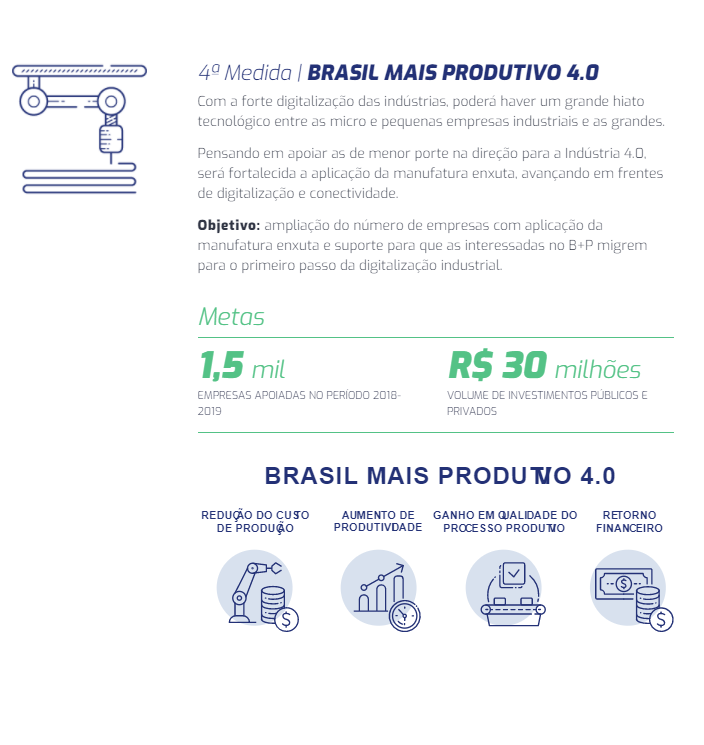 4ª Medida | BRASIL MAIS PRODUTIVO 4.0
Com a forte digitalização das indústrias, poderá haver um grande hiato
tecnológico entre as micro e pequenas empresas industriais e as grandes.
Pensando em apoiar as de menor porte na direção para a Indústria 4.0,
será fortalecida a aplicação da manufatura enxuta, avançando em frentes
de digitalização e conectividade.
Objetivo: ampliação do número de empresas com aplicação da
manufatura enxuta e suporte para que as interessadas no B+P migrem
para o primeiro passo da digitalização industrial.
Metas
1,5 mil
EMPRESAS APOIADAS NO PERÍODO 2018-
2019
R$ 30 milhões
VOLUME DE INVESTIMENTOS PÚBLICOS E
PRIVADOS
BRASIL MAIS PRODUTIVO 4.0
REDUÇÃO DO CUSTO
DE PRODUÇÃO
AUMENTO DE
PRODUTIVIDADE
GANHO EM QUALIDADE DO
PROCESSO PRODUTIVO
RETORNO
FINANCEIRO